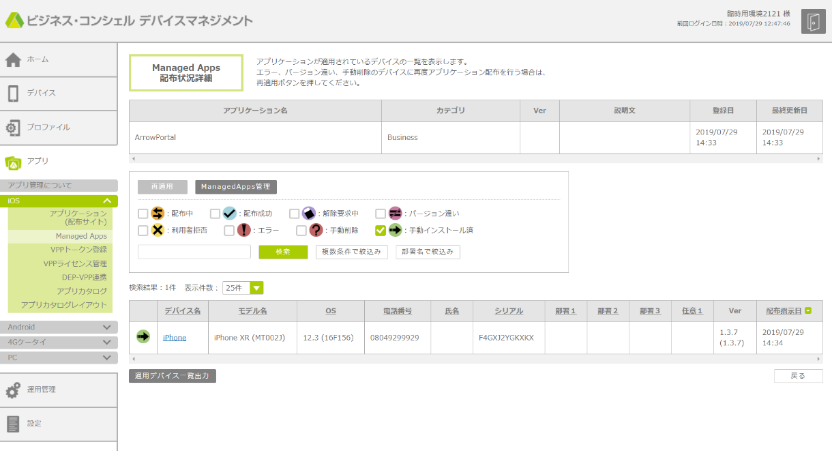 ビジネス・コンシェル デバイスマネジメント
臨時用環境2121 様
前回ログイン日時：2019/07/29 12:47:46
ホーム
デバイス
プロファイル
アプリ
アプリ管理について
iOS
アプリケーション
(配布サイト)
Managed Apps
VPPトークン登録
VPPライセンス管理
DEP-VPP連携
アプリカタログ
アプリカタログレイアウト
Android
4Gケータイ
PC
運用管理
設定
Managed Apps
配布状況詳細
アプリケーションが適用されているデバイスの一覧を表示します。
エラー、バージョン違い、手動削除のデバイスに再度アプリケーション配布を行う場合は、
再適用ボタンを押してください。
アプリケーション名 カテゴリ Ver 説明文 登録日 最終更新日
ArrowPortal Business 2019/07/29 14:33 2019/07/29 14:33
再適用 ManagedApps管理
：配布中 ：配布成功 ：解除要求中 ：バージョン違い
：利用者拒否 ：エラー ：手動削除 ：手動インストール済
検索 複数条件で絞込み 部署名で絞込み
検索結果：1件 表示件数： 25件
デバイス名 モデル名 OS 電話番号 氏名 シリアル 部署1 部署2 部署3 任意1 Ver 配布指示日
iPhone iPhone XR (MT002J) 12.3 (16F156) 08049299929 F4GXJ2YGKXKX 1.3.7 (1.3.7) 2019/07/29 14:34
適用デバイス一覧出力
戻る